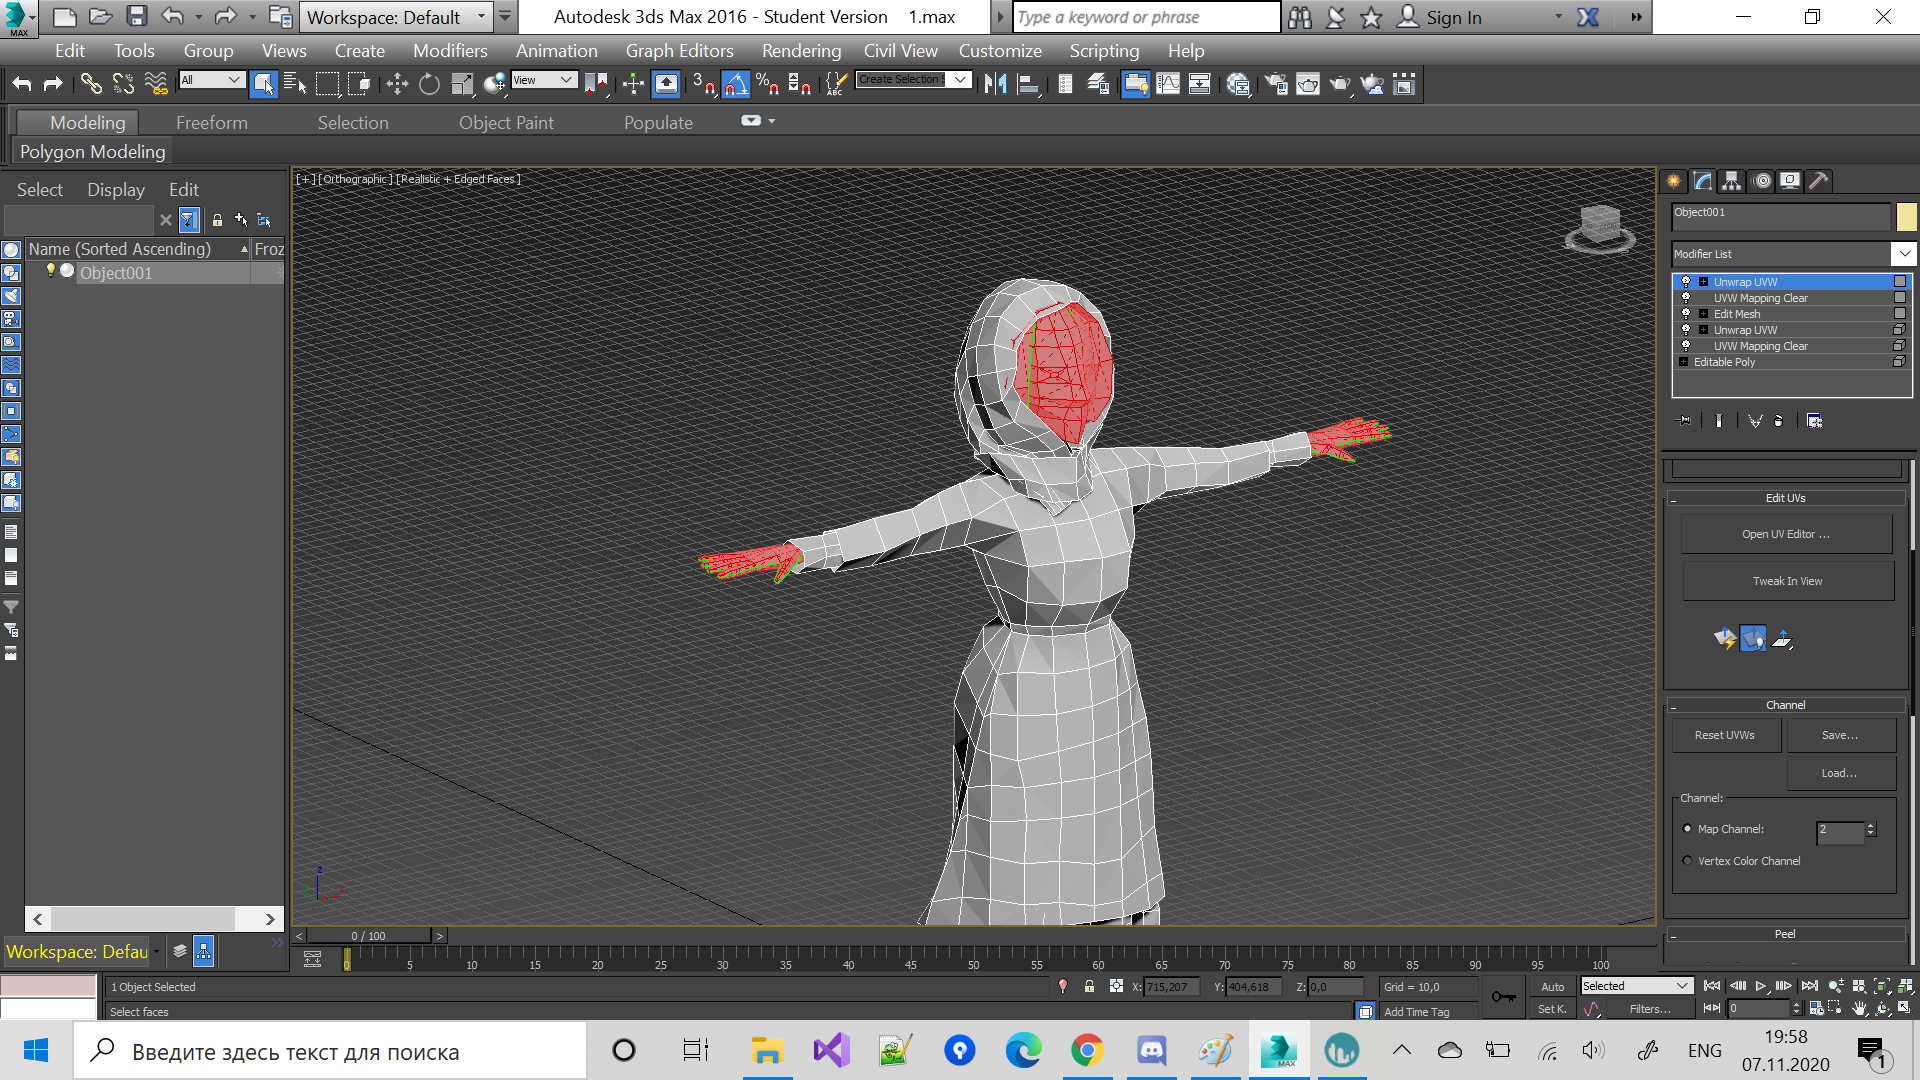 Workspace: Default
Autodesk 3ds Max 2016 - Student Version 1.max
Type a keyword or phrase
Sign In
MAX
Edit Tools Group Views Create Modifiers Animation Graph Editors Rendering Civil View Customize Scripting Help
All
View
3
%
ABC
Create Selection S
Modeling Freeform Selection Object Paint Populate
Polygon Modeling
Select Display Edit
Name (Sorted Ascending)
Froz
Object001
[+] [Orthographic ] [Realistic + Edged Faces ]
Object001
Modifier List
Unwrap UVW
UVW Mapping Clear
Edit Mesh
Unwrap UVW
UVW Mapping Clear
Editable Poly
Edit UVs
Open UV Editor ...
Tweak In View
Channel
Reset UVWs
Save...
Load...
Channel:
Map Channel: 2
Vertex Color Channel
Peel
z
x
Workspace: Defau
< 0 / 100 >
0 5 10 15 20 25 30 35 40 45 50 55 60 65 70 75 80 85 90 95 100
1 Object Selected
X: 715,207 Y: 404,618 Z: 0,0
Grid = 10,0
Auto
Selected
Select faces
Add Time Tag
Set K.
Filters...
0
Введите здесь текст для поиска
MAX
ENG
19:58
07.11.2020
1